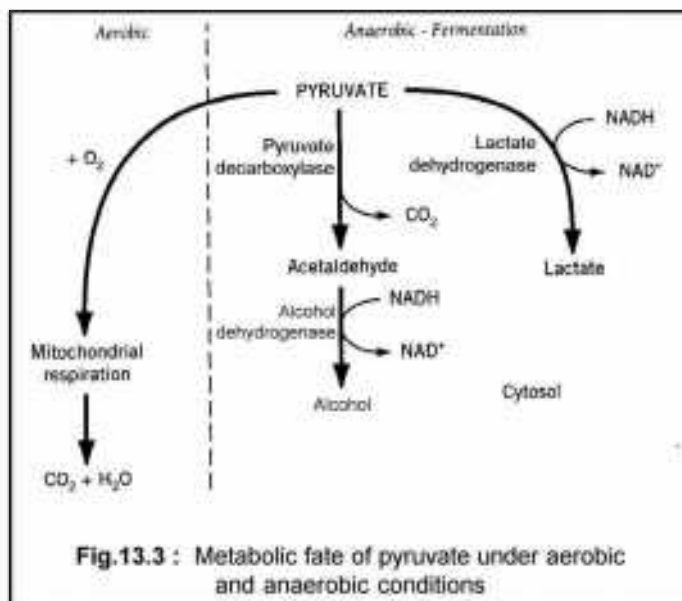 Aerobic
Anaerobic - Fermentation
PYRUVATE
+ O₂
Pyruvate
decarboxylase
Lactate
dehydrogenase
NADH
NAD⁺
CO₂
Acetaldehyde
Lactate
Alcohol
dehydrogenase
NADH
NAD⁺
Mitochondrial
respiration
Alcohol
Cytosol
CO₂ + H₂O
Fig.13.3 : Metabolic fate of pyruvate under aerobic
and anaerobic conditions